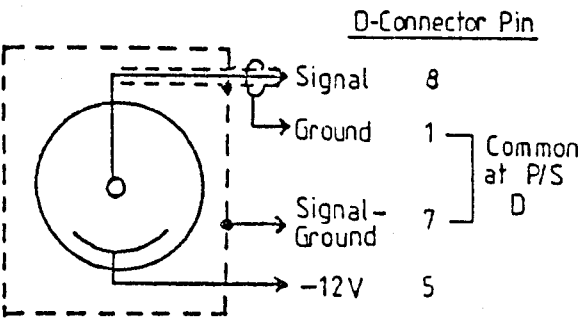 D-Connector Pin
Signal 8
Ground 1
Common
at P/S
D
Signal-
Ground 7
-12V 5